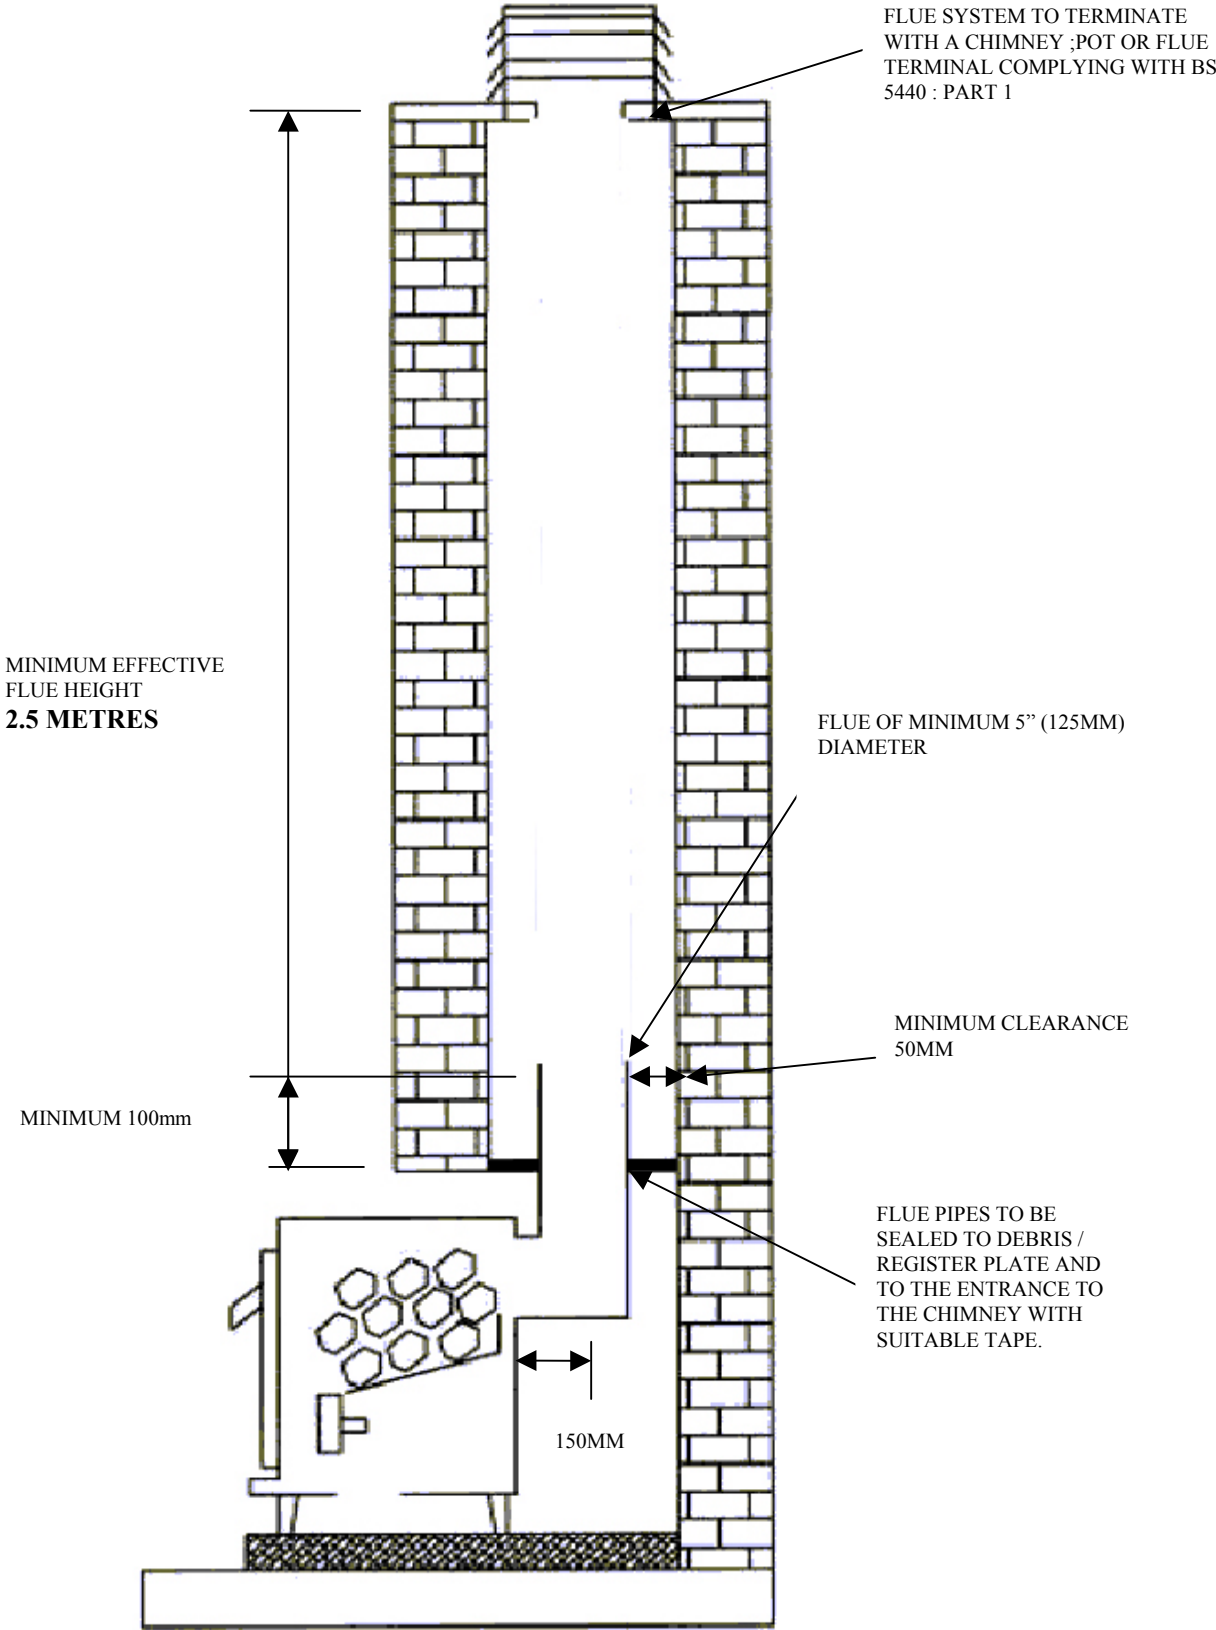 FLUE SYSTEM TO TERMINATE
WITH A CHIMNEY ;POT OR FLUE
TERMINAL COMPLYING WITH BS
5440 : PART 1
MINIMUM EFFECTIVE
FLUE HEIGHT
2.5 METRES
FLUE OF MINIMUM 5” (125MM)
DIAMETER
MINIMUM CLEARANCE
50MM
MINIMUM 100mm
FLUE PIPES TO BE
SEALED TO DEBRIS /
REGISTER PLATE AND
TO THE ENTRANCE TO
THE CHIMNEY WITH
SUITABLE TAPE.
150MM